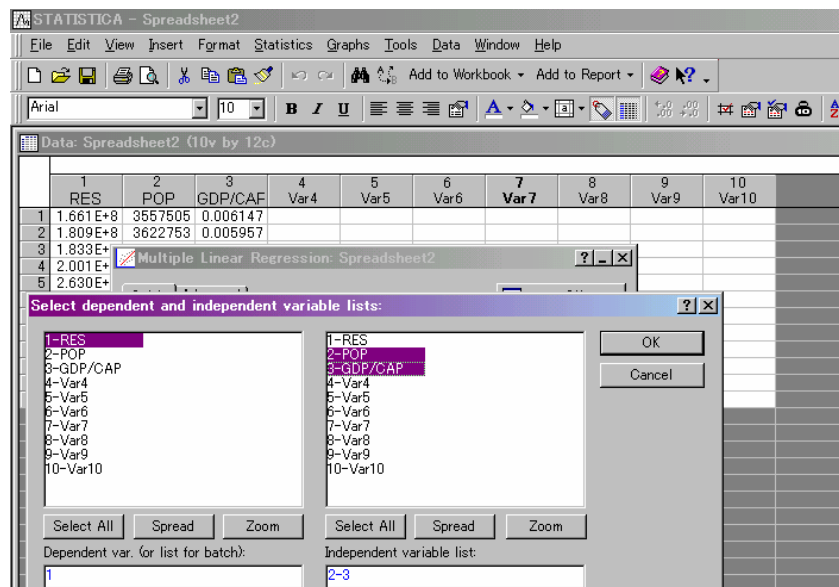 STATISTICA - Spreadsheet2
File Edit View Insert Format Statistics Graphs Tools Data Window Help
Add to Workbook Add to Report
Arial 10 B I U
Data: Spreadsheet2 (10v by 12c)
1 2 3 4 5 6 7 8 9 10
RES POP GDP/CAF Var4 Var5 Var6 Var7 Var8 Var9 Var10
1 1.661E+8 3557505 0.006147
2 1.809E+8 3622753 0.005957
3 1.833E+
4 2.001E+
5 2.630E+
Multiple Linear Regression: Spreadsheet2
Select dependent and independent variable lists:
1-RES 1-RES OK
2-POP 2-POP
3-GDP/CAP 3-GDP/CAP Cancel
4-Var4 4-Var4
5-Var5 5-Var5
6-Var6 6-Var6
7-Var7 7-Var7
8-Var8 8-Var8
9-Var9 9-Var9
10-Var10 10-Var10
Select All Spread Zoom Select All Spread Zoom
Dependent var. (or list for batch): Independent variable list:
1 2-3